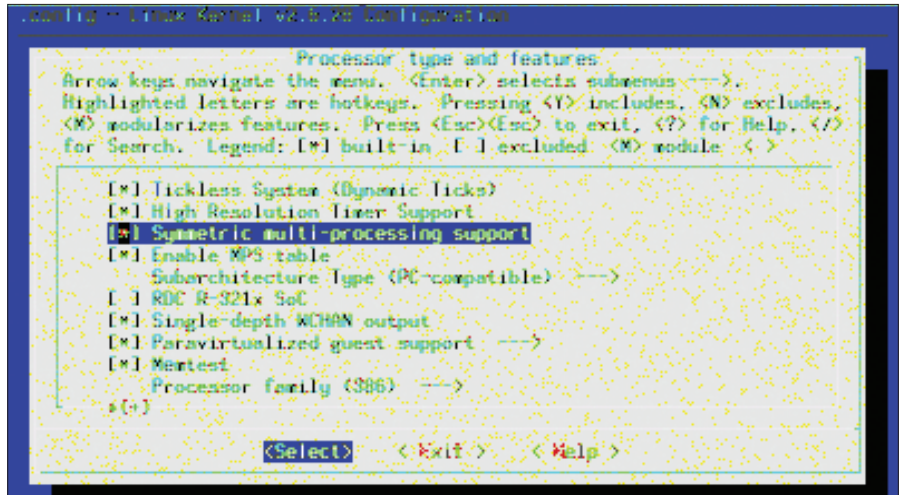 .config - Linux Kernel v2.6.26 Configuration
Processor type and features
Arrow keys navigate the menu. <Enter> selects submenus --->.
Highlighted letters are hotkeys. Pressing <Y> includes, <N> excludes,
<M> modularizes features. Press <Esc><Esc> to exit, <?> for Help, </>
for Search. Legend: [*] built-in [ ] excluded <M> module < >
[*] Tickless System (Dynamic Ticks)
[*] High Resolution Timer Support
[*] Symmetric multi-processing support
[*] Enable MPS table
Subarchitecture Type (PC-compatible) --->
[ ] RDC R-321x SoC
[*] Single-depth WCHAN output
[*] Paravirtualized guest support --->
[*] Memtest
Processor family (386) --->
(+)
<Select> < Exit > < Help >